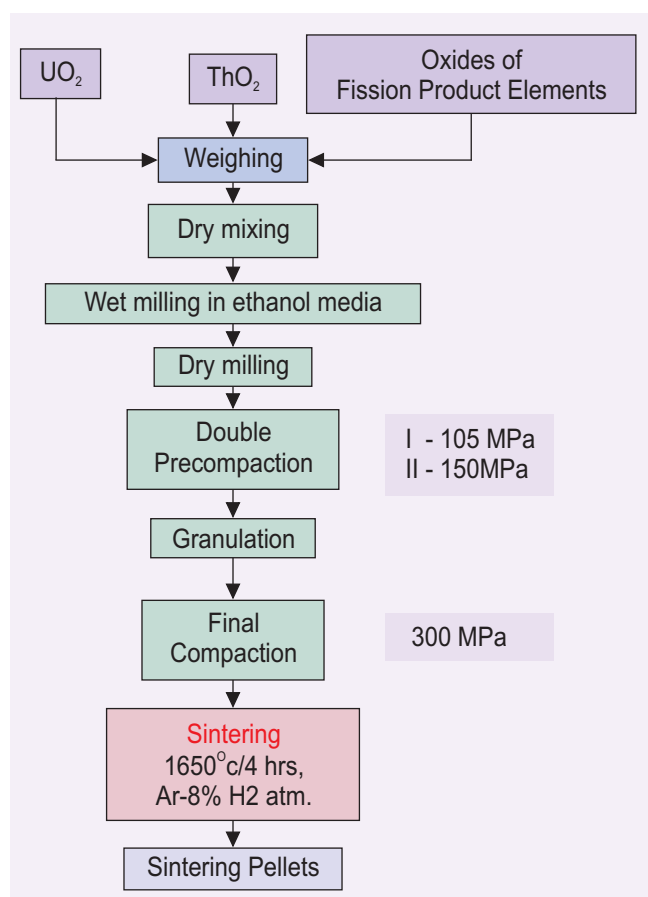 UO₂
ThO₂
Oxides of
Fission Product Elements
Weighing
Dry mixing
Wet milling in ethanol media
Dry milling
Double
Precompaction
I - 105 MPa
II - 150MPa
Granulation
Final
Compaction
300 MPa
Sintering
1650°c/4 hrs,
Ar-8% H2 atm.
Sintering Pellets